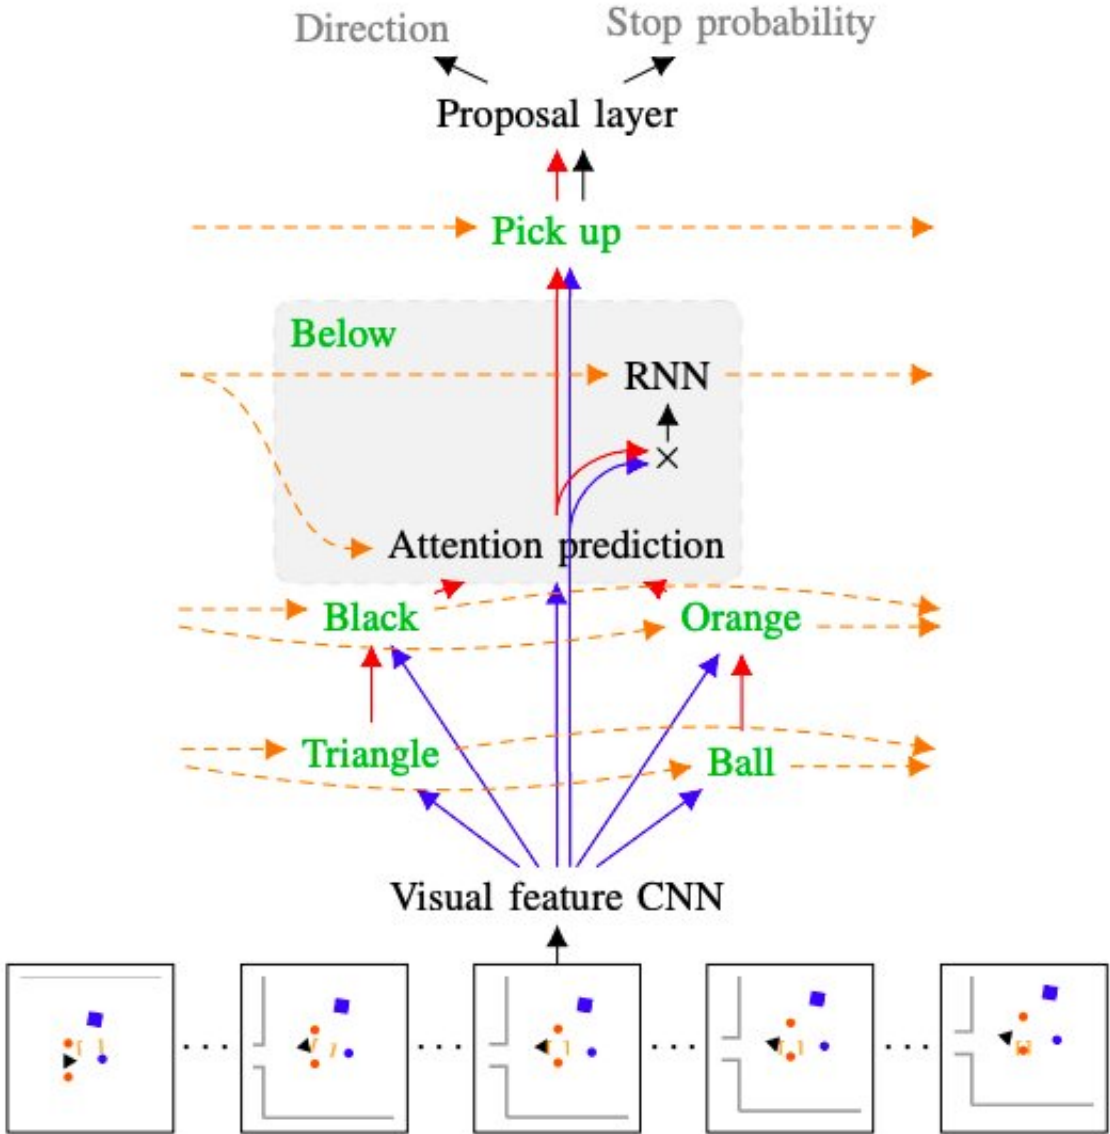 Direction
Stop probability
Proposal layer
Pick up
Below
RNN
×
Attention prediction
Black
Orange
Triangle
Ball
Visual feature CNN
... ... ... ...